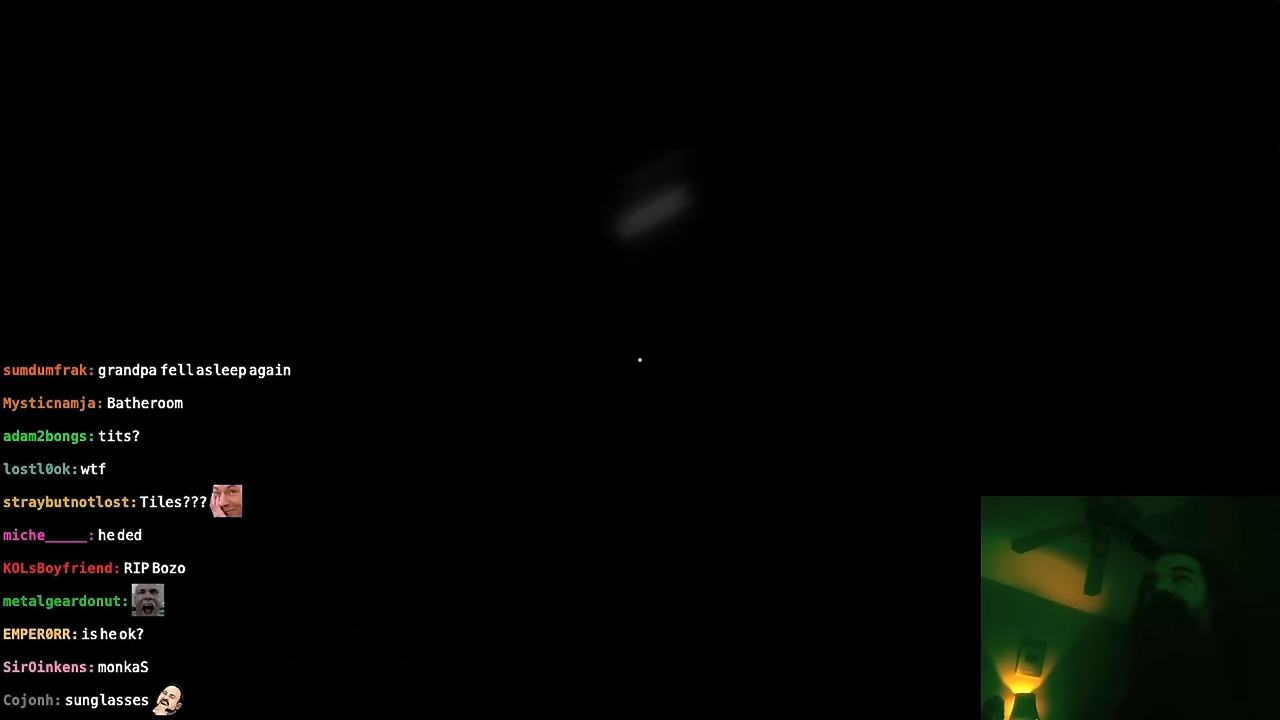 sumdumfrak: grandpa fell asleep again
Mysticnamja: Batheroom
adam2bongs: tits?
lostl0ok: wtf
straybutnotlost: Tiles???
miche_____: he ded
KOLsBoyfriend: RIP Bozo
metalgeardonut:
EMPER0RR: is he ok?
SirOinkens: monkaS
Cojonh: sunglasses